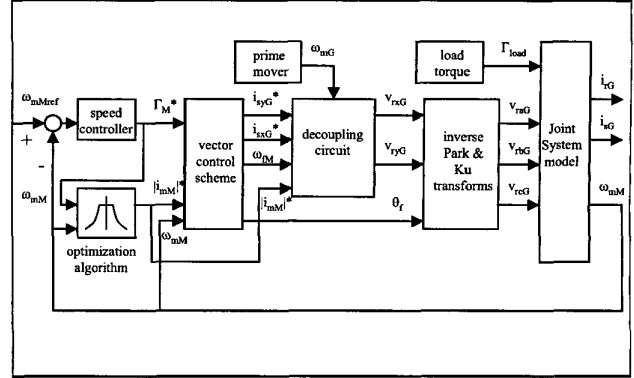 prime
mover
ω_mG
load
torque
Γ_load
ω_mMref
+
-
speed
controller
Γ_M*
vector
control
scheme
i_syG*
i_sxG*
ω_fM
|i_mM|*
decoupling
circuit
v_rxG
v_ryG
θ_f
inverse
Park &
Ku
transforms
v_raG
v_rbG
v_rcG
Joint
System
model
i_rG
i_sG
ω_mM
ω_mM
|i_mM|*
ω_mM
optimization
algorithm